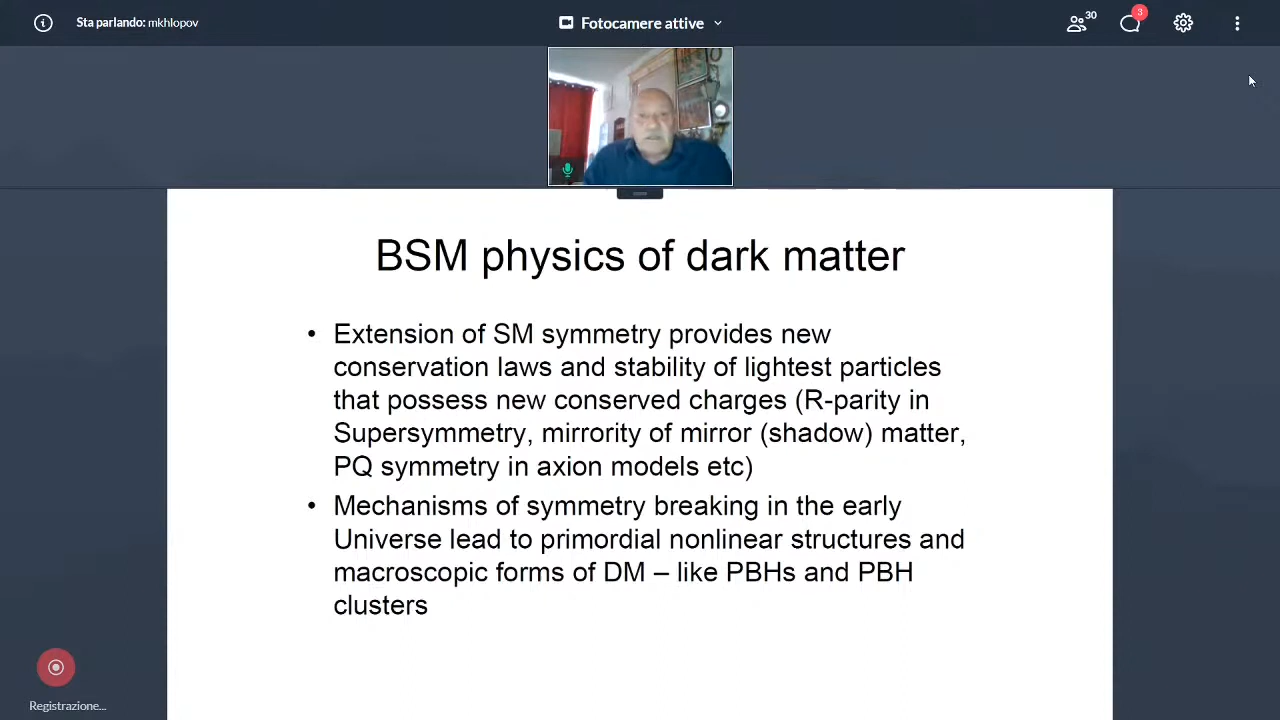 Sta parlando: mkhlopov
Fotocamere attive
30
3
BSM physics of dark matter
• Extension of SM symmetry provides new
conservation laws and stability of lightest particles
that possess new conserved charges (R-parity in
Supersymmetry, mirrority of mirror (shadow) matter,
PQ symmetry in axion models etc)
• Mechanisms of symmetry breaking in the early
Universe lead to primordial nonlinear structures and
macroscopic forms of DM – like PBHs and PBH
clusters
Registrazione...